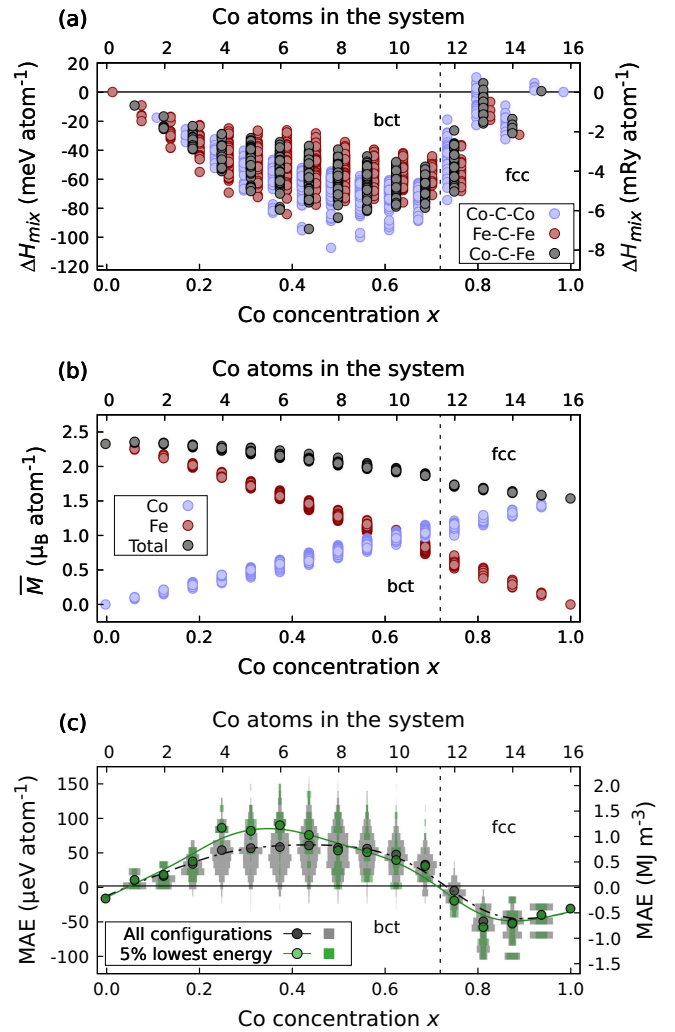 (a)
Co atoms in the system
0 2 4 6 8 10 12 14 16
20
0
-20
-40
-60
-80
-100
-120
ΔHmix (meV atom-1)
0
-2
-4
-6
-8
ΔHmix (mRy atom-1)
bct
fcc
Co-C-Co
Fe-C-Fe
Co-C-Fe
0.0 0.2 0.4 0.6 0.8 1.0
Co concentration x
(b)
Co atoms in the system
0 2 4 6 8 10 12 14 16
2.5
2.0
1.5
1.0
0.5
0.0
M (μB atom-1)
fcc
Co
Fe
Total
bct
0.0 0.2 0.4 0.6 0.8 1.0
Co concentration x
(c)
Co atoms in the system
0 2 4 6 8 10 12 14 16
150
100
50
0
-50
-100
MAE (μeV atom-1)
2.0
1.5
1.0
0.5
0.0
-0.5
-1.0
-1.5
MAE (MJ m-3)
fcc
bct
All configurations
5% lowest energy
0.0 0.2 0.4 0.6 0.8 1.0
Co concentration x